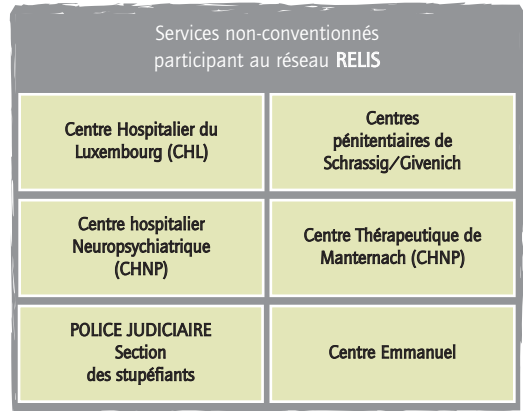 Services non-conventionnés
participant au réseau RELIS
Centre Hospitalier du
Luxembourg (CHL)
Centres
pénitentiaires de
Schrassig/Givenich
Centre hospitalier
Neuropsychiatrique
(CHNP)
Centre Thérapeutique de
Manternach (CHNP)
POLICE JUDICIAIRE
Section
des stupéfiants
Centre Emmanuel